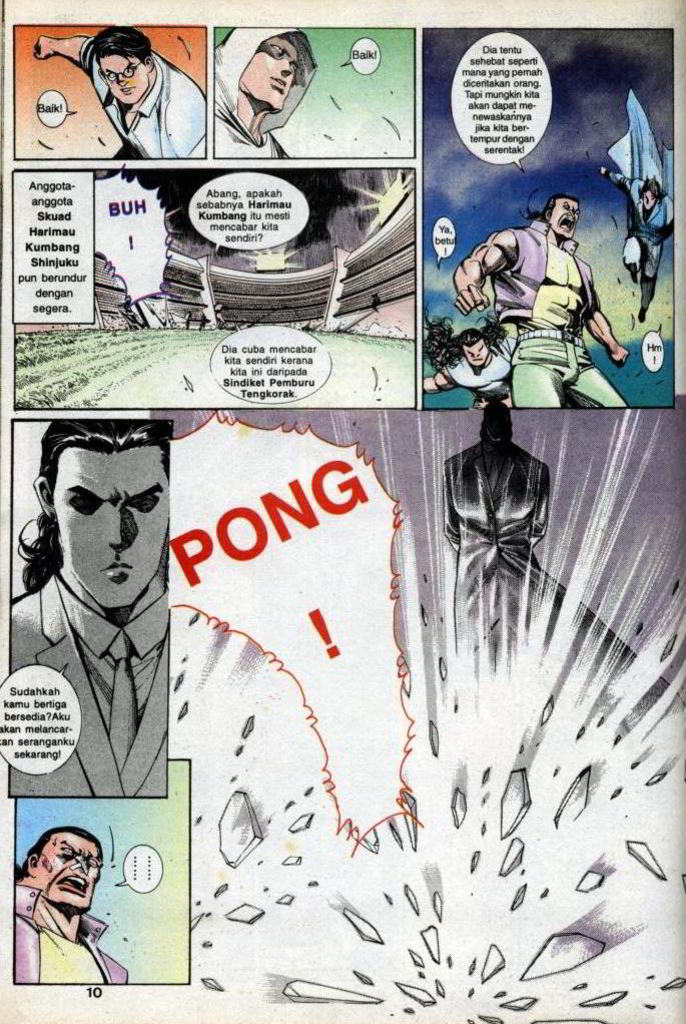 Baik!
Baik!
Dia tentu
sehebat seperti
mana yang pernah
diceritakan orang.
Tapi mungkin kita
akan dapat me-
newaskannya
jika kita ber-
tempur dengan
serentak!
Ya,
betul
!
Hm
!
Anggota-
anggota
Skuad
Harimau
Kumbang
Shinjuku
pun berundur
dengan
segera.
BUH
!
Abang, apakah
sebabnya Harimau
Kumbang itu mesti
mencabar kita
sendiri?
Dia cuba mencabar
kita sendiri kerana
kita ini daripada
Sindiket Pemburu
Tengkorak.
PONG
!
Sudahkah
kamu bertiga
bersedia?Aku
akan melancar-
kan seranganku
sekarang!
......
10